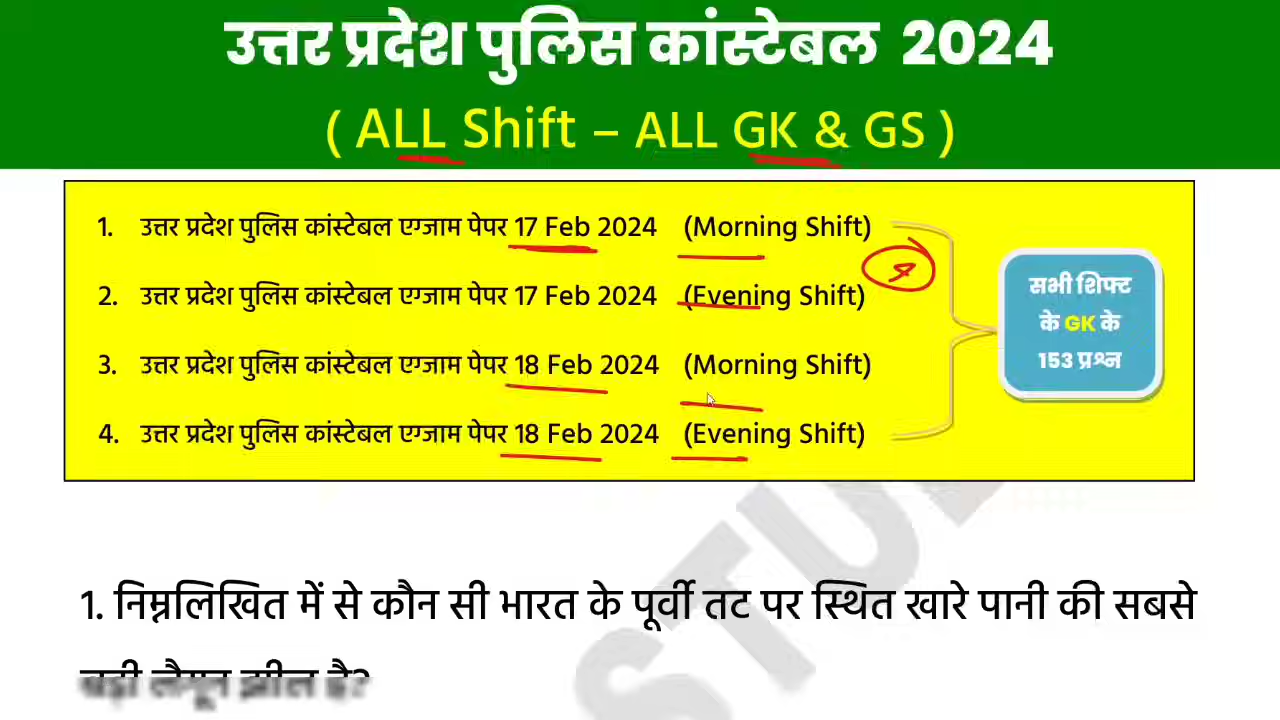 उत्तर प्रदेश पुलिस कांस्टेबल 2024
( ALL Shift – ALL GK & GS )
1. उत्तर प्रदेश पुलिस कांस्टेबल एग्जाम पेपर 17 Feb 2024 (Morning Shift)
4
2. उत्तर प्रदेश पुलिस कांस्टेबल एग्जाम पेपर 17 Feb 2024 (Evening Shift)
3. उत्तर प्रदेश पुलिस कांस्टेबल एग्जाम पेपर 18 Feb 2024 (Morning Shift)
4. उत्तर प्रदेश पुलिस कांस्टेबल एग्जाम पेपर 18 Feb 2024 (Evening Shift)
सभी शिफ्ट
के GK के
153 प्रश्न
1. निम्नलिखित में से कौन सी भारत के पूर्वी तट पर स्थित खारे पानी की सबसे
बड़ी लैगून झील है?